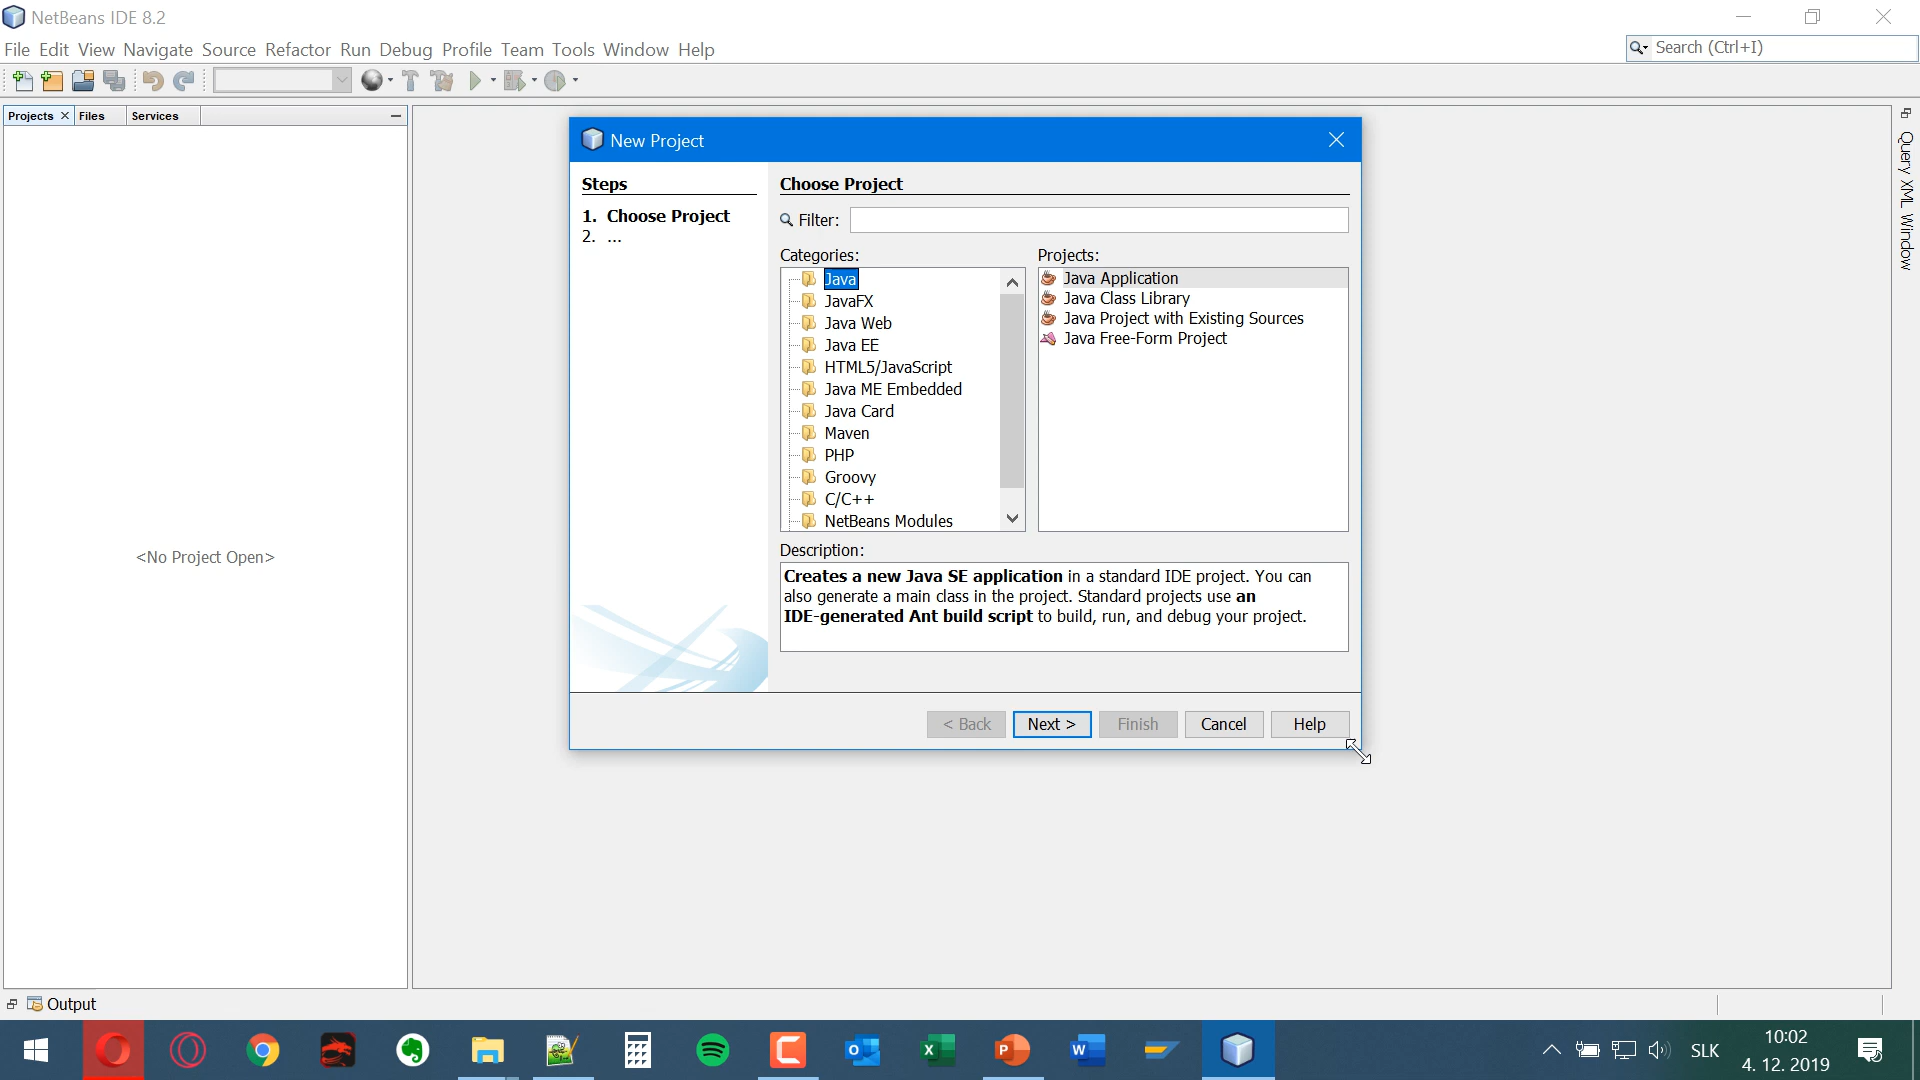 NetBeans IDE 8.2
File Edit View Navigate Source Refactor Run Debug Profile Team Tools Window Help
Search (Ctrl+I)
Projects Files Services
<No Project Open>
New Project
Steps
1. Choose Project
2. ...
Choose Project
Filter:
Categories:
Java
JavaFX
Java Web
Java EE
HTML5/JavaScript
Java ME Embedded
Java Card
Maven
PHP
Groovy
C/C++
NetBeans Modules
Projects:
Java Application
Java Class Library
Java Project with Existing Sources
Java Free-Form Project
Description:
Creates a new Java SE application in a standard IDE project. You can
also generate a main class in the project. Standard projects use an
IDE-generated Ant build script to build, run, and debug your project.
< Back Next > Finish Cancel Help
Query XML Window
Output
SLK
10:02
4. 12. 2019